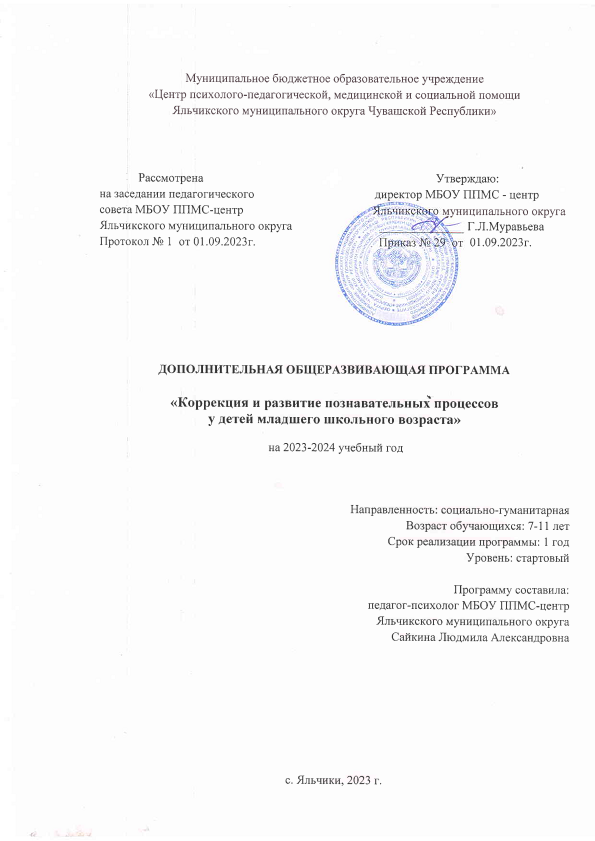 Муниципальное бюджетное образовательное учреждение
«Центр психолого-педагогической, медицинской и социальной помощи
Яльчикского муниципального округа Чувашской Республики»
Рассмотрена
на заседании педагогического
совета МБОУ ППМС-центр
Яльчикского муниципального округа
Протокол № 1 от 01.09.2023г.
Утверждаю:
директор МБОУ ППМС - центр
Яльчикского муниципального округа
Г.Л.Муравьева
Приказ № 29 от 01.09.2023г.
ДОПОЛНИТЕЛЬНАЯ ОБЩЕРАЗВИВАЮЩАЯ ПРОГРАММА
«Коррекция и развитие познавательных процессов
у детей младшего школьного возраста»
на 2023-2024 учебный год
Направленность: социально-гуманитарная
Возраст обучающихся: 7-11 лет
Срок реализации программы: 1 год
Уровень: стартовый
Программу составила:
педагог-психолог МБОУ ППМС-центр
Яльчикского муниципального округа
Сайкина Людмила Александровна
с. Яльчики, 2023 г.